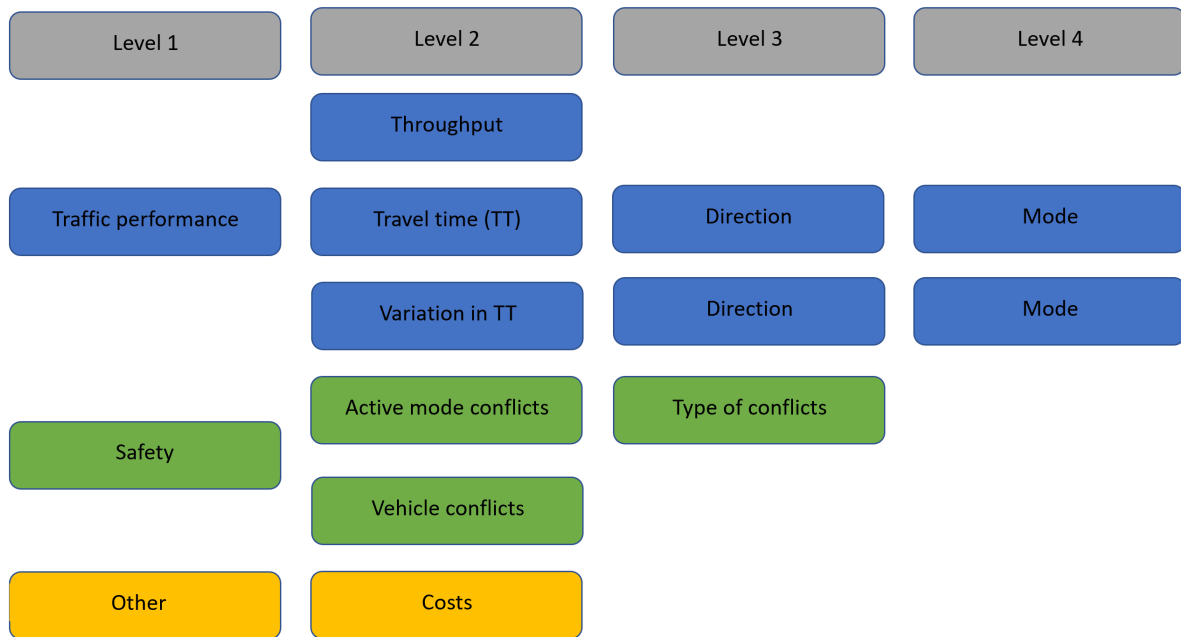 Level 1
Level 2
Level 3
Level 4
Throughput
Traffic performance
Travel time (TT)
Direction
Mode
Variation in TT
Direction
Mode
Active mode conflicts
Type of conflicts
Safety
Vehicle conflicts
Other
Costs